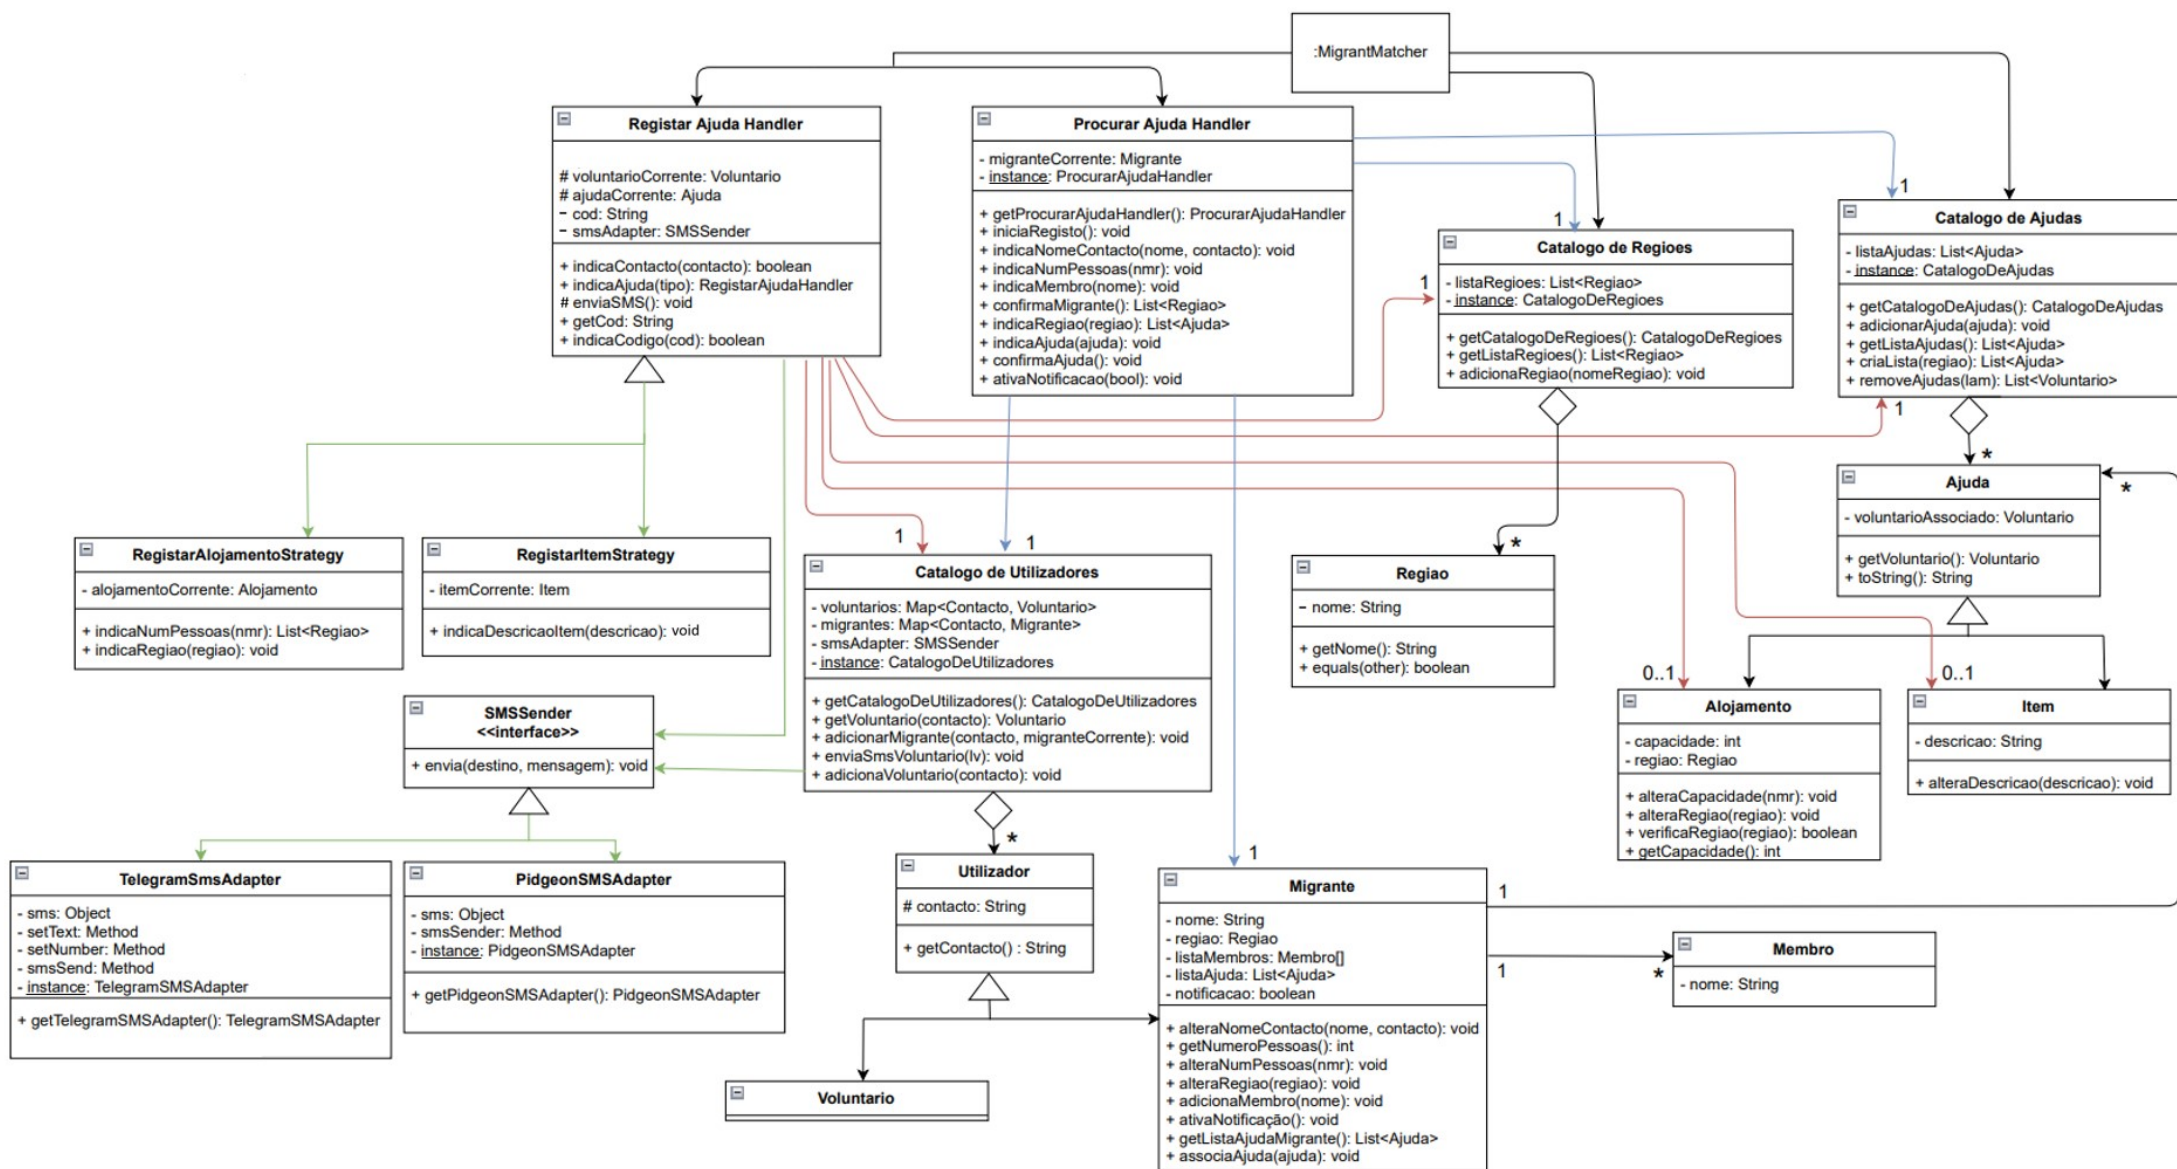 :MigrantMatcher
Registar Ajuda Handler
# voluntarioCorrente: Voluntario
# ajudaCorrente: Ajuda
- cod: String
- smsAdapter: SMSSender
+ indicaContacto(contacto): boolean
+ indicaAjuda(tipo): RegistarAjudaHandler
# enviaSMS(): void
+ getCod: String
+ indicaCodigo(cod): boolean
Procurar Ajuda Handler
- migranteCorrente: Migrante
- instance: ProcurarAjudaHandler
+ getProcurarAjudaHandler(): ProcurarAjudaHandler
+ iniciaRegisto(): void
+ indicaNomeContacto(nome, contacto): void
+ indicaNumPessoas(nmr): void
+ indicaMembro(nome): void
+ confirmaMigrante(): List<Regiao>
+ indicaRegiao(regiao): List<Ajuda>
+ indicaAjuda(ajuda): void
+ confirmaAjuda(): void
+ ativaNotificacao(bool): void
1
1
1
Catalogo de Regioes
- listaRegioes: List<Regiao>
- instance: CatalogoDeRegioes
+ getCatalogoDeRegioes(): CatalogoDeRegioes
+ getListaRegioes(): List<Regiao>
+ adicionaRegiao(nomeRegiao): void
Catalogo de Ajudas
- listaAjudas: List<Ajuda>
- instance: CatalogoDeAjudas
+ getCatalogoDeAjudas(): CatalogoDeAjudas
+ adicionarAjuda(ajuda): void
+ getListaAjudas(): List<Ajuda>
+ criaLista(regiao): List<Ajuda>
+ removeAjudas(lam): List<Voluntario>
1
*
*
Ajuda
- voluntarioAssociado: Voluntario
+ getVoluntario(): Voluntario
+ toString(): String
RegistarAlojamentoStrategy
- alojamentoCorrente: Alojamento
+ indicaNumPessoas(nmr): List<Regiao>
+ indicaRegiao(regiao): void
RegistarItemStrategy
- itemCorrente: Item
+ indicaDescricaoItem(descricao): void
1
1
Catalogo de Utilizadores
- voluntarios: Map<Contacto, Voluntario>
- migrantes: Map<Contacto, Migrante>
- smsAdapter: SMSSender
- instance: CatalogoDeUtilizadores
+ getCatalogoDeUtilizadores(): CatalogoDeUtilizadores
+ getVoluntario(contacto): Voluntario
+ adicionarMigrante(contacto, migranteCorrente): void
+ enviaSmsVoluntario(lv): void
+ adicionaVoluntario(contacto): void
*
Regiao
- nome: String
+ getNome(): String
+ equals(other): boolean
0..1
0..1
Alojamento
- capacidade: int
- regiao: Regiao
+ alteraCapacidade(nmr): void
+ alteraRegiao(regiao): void
+ verificaRegiao(regiao): boolean
+ getCapacidade(): int
Item
- descricao: String
+ alteraDescricao(descricao): void
SMSSender
<<interface>>
+ envia(destino, mensagem): void
TelegramSmsAdapter
- sms: Object
- setText: Method
- setNumber: Method
- smsSend: Method
- instance: TelegramSMSAdapter
+ getTelegramSMSAdapter(): TelegramSMSAdapter
PidgeonSMSAdapter
- sms: Object
- smsSender: Method
- instance: PidgeonSMSAdapter
+ getPidgeonSMSAdapter(): PidgeonSMSAdapter
*
Utilizador
# contacto: String
+ getContacto() : String
1
Migrante
- nome: String
- regiao: Regiao
- listaMembros: Membro[]
- listaAjuda: List<Ajuda>
- notificacao: boolean
+ alteraNomeContacto(nome, contacto): void
+ getNumeroPessoas(): int
+ alteraNumPessoas(nmr): void
+ alteraRegiao(regiao): void
+ adicionaMembro(nome): void
+ ativaNotificação(): void
+ getListaAjudaMigrante(): List<Ajuda>
+ associaAjuda(ajuda): void
1
1
*
Membro
- nome: String
Voluntario